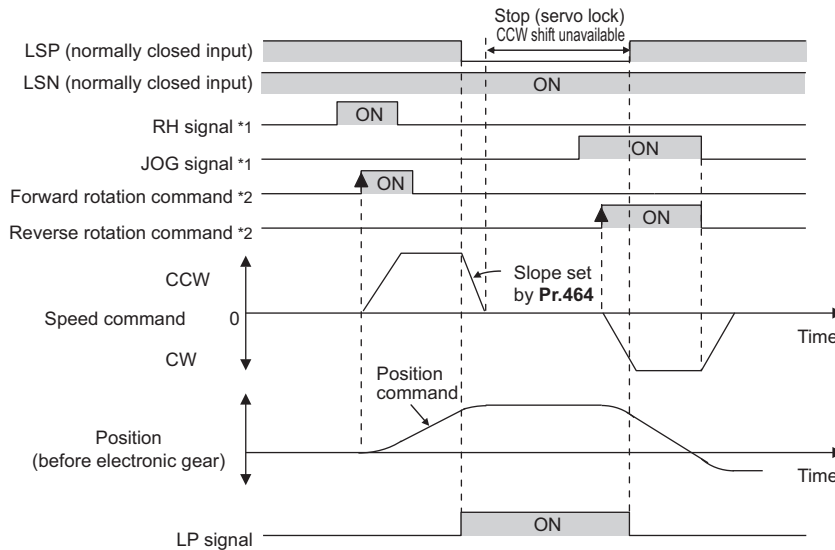 Stop (servo lock)
CCW shift unavailable
LSP (normally closed input)
LSN (normally closed input)
ON
RH signal *1
ON
JOG signal *1
ON
Forward rotation command *2
ON
Reverse rotation command *2
ON
CCW
Slope set
by Pr.464
Speed command
0
Time
CW
Position
command
Position
(before electronic gear)
Time
LP signal
ON